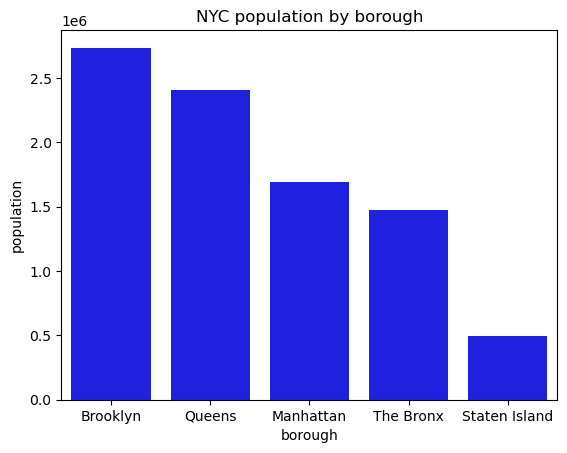 NYC population by borough
1e6
2.5
2.0
1.5
1.0
0.5
0.0
population
Brooklyn Queens Manhattan The Bronx Staten Island
borough